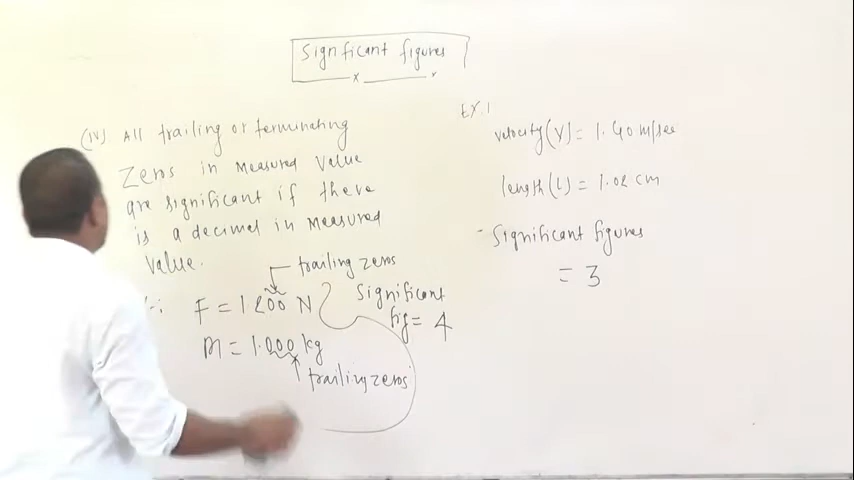 Significant figures
(IV) All trailing or terminating
Zeros in measured value
are significant if there
is a decimal in measured
value.
trailing zeros
F = 1.200 N
Significant
fig = 4
M = 1.000 kg
trailing zeros
Ex. 1
velocity (V) = 1.40 m/sec
length (L) = 1.02 cm
Significant figures
= 3